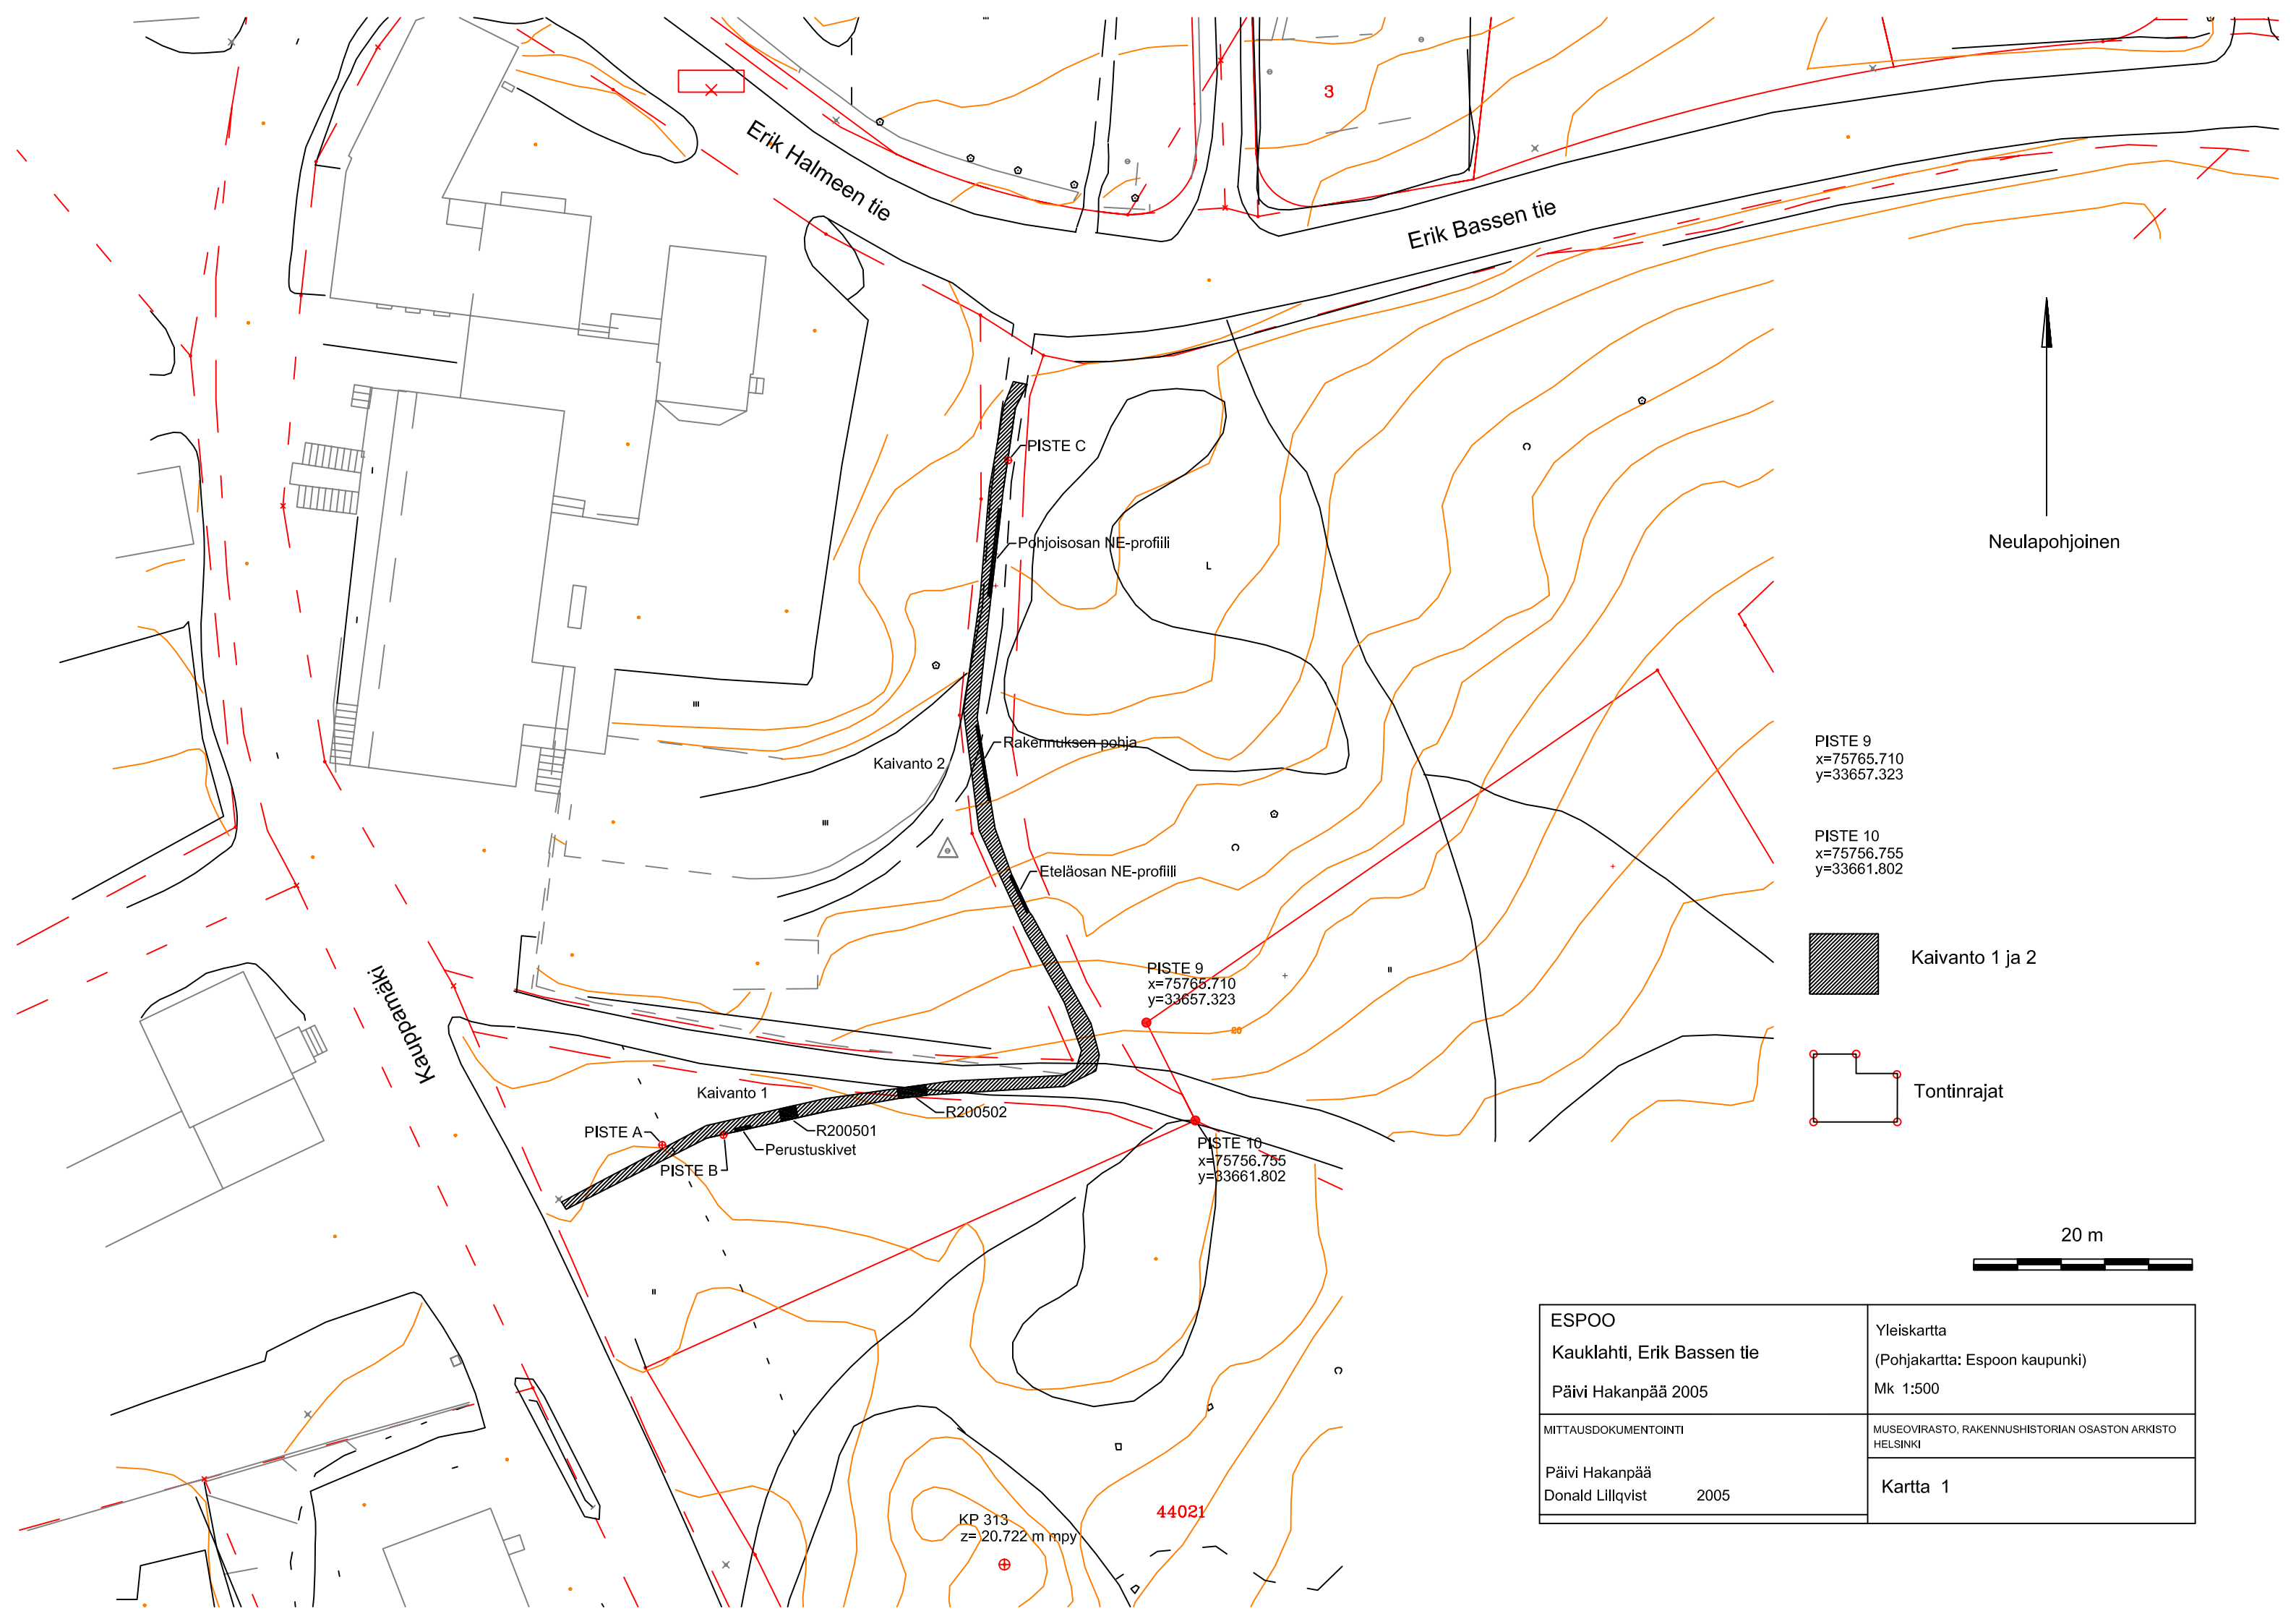 3
Erik Halmeen tie
Erik Bassen tie
PISTE C
Pohjoisosan NE-profiili
Neulapohjoinen
Rakennuksen pohja
Kaivanto 2
PISTE 9
x=75765.710
y=33657.323
PISTE 10
x=75756.755
y=33661.802
Eteläosan NE-profiili
Kaivanto 1 ja 2
PISTE 9
x=75765.710
y=33657.323
20
Kauppamäki
Kaivanto 1
R200502
R200501
PISTE A
Perustuskivet
PISTE B
PISTE 10
x=75756.755
y=33661.802
Tontinrajat
20 m
KP 313
z= 20.722 m mpy
44021
ESPOO
Kauklahti, Erik Bassen tie
Päivi Hakanpää 2005
Yleiskartta
(Pohjakartta: Espoon kaupunki)
Mk 1:500
MITTAUSDOKUMENTOINTI
Päivi Hakanpää
Donald Lillqvist 2005
MUSEOVIRASTO, RAKENNUSHISTORIAN OSASTON ARKISTO
HELSINKI
Kartta 1